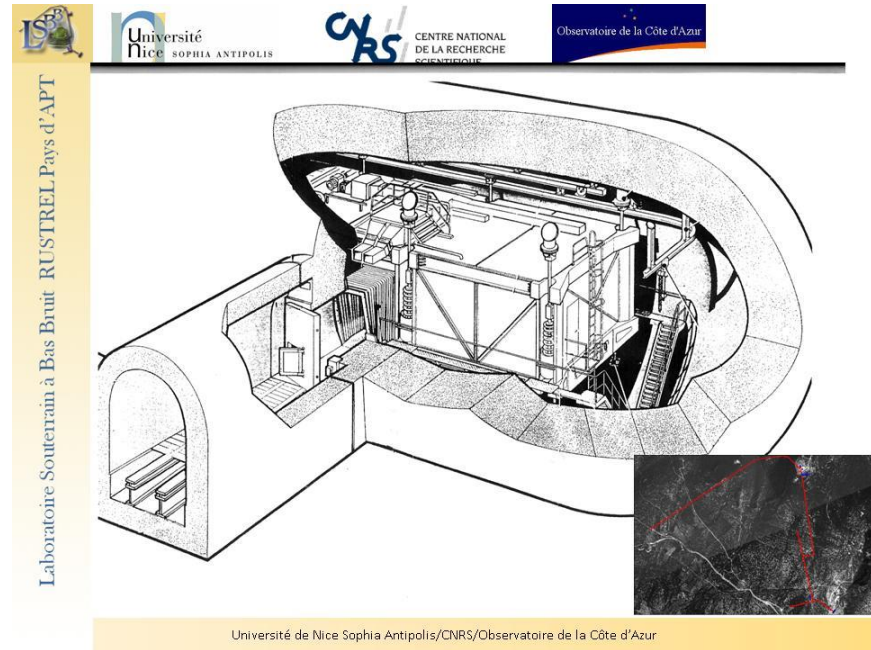 LSBB
Université
Nice SOPHIA ANTIPOLIS
CNRS
CENTRE NATIONAL
DE LA RECHERCHE
SCIENTIFIQUE
Observatoire de la Côte d'Azur
Laboratoire Souterrain à Bas Bruit RUSTREL Pays d'APT
Université de Nice Sophia Antipolis/CNRS/Observatoire de la Côte d'Azur